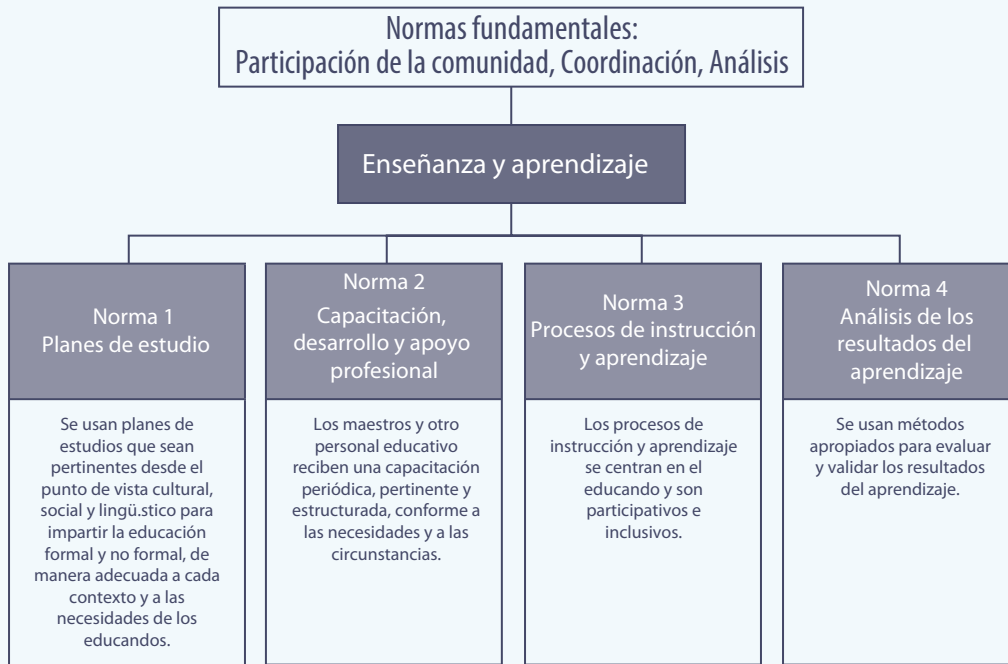 Normas fundamentales:
Participación de la comunidad, Coordinación, Análisis
Enseñanza y aprendizaje
Norma 1
Planes de estudio
Se usan planes de
estudios que sean
pertinentes desde el
punto de vista cultural,
social y lingü.stico para
impartir la educación
formal y no formal, de
manera adecuada a cada
contexto y a las
necesidades de los
educandos.
Norma 2
Capacitación,
desarrollo y apoyo
profesional
Los maestros y otro
personal educativo
reciben una capacitación
periódica, pertinente y
estructurada, conforme a
las necesidades y a las
circunstancias.
Norma 3
Procesos de instrucción
y aprendizaje
Los procesos de
instrucción y aprendizaje
se centran en el
educando y son
participativos e
inclusivos.
Norma 4
Análisis de los
resultados del
aprendizaje
Se usan métodos
apropiados para evaluar
y validar los resultados
del aprendizaje.